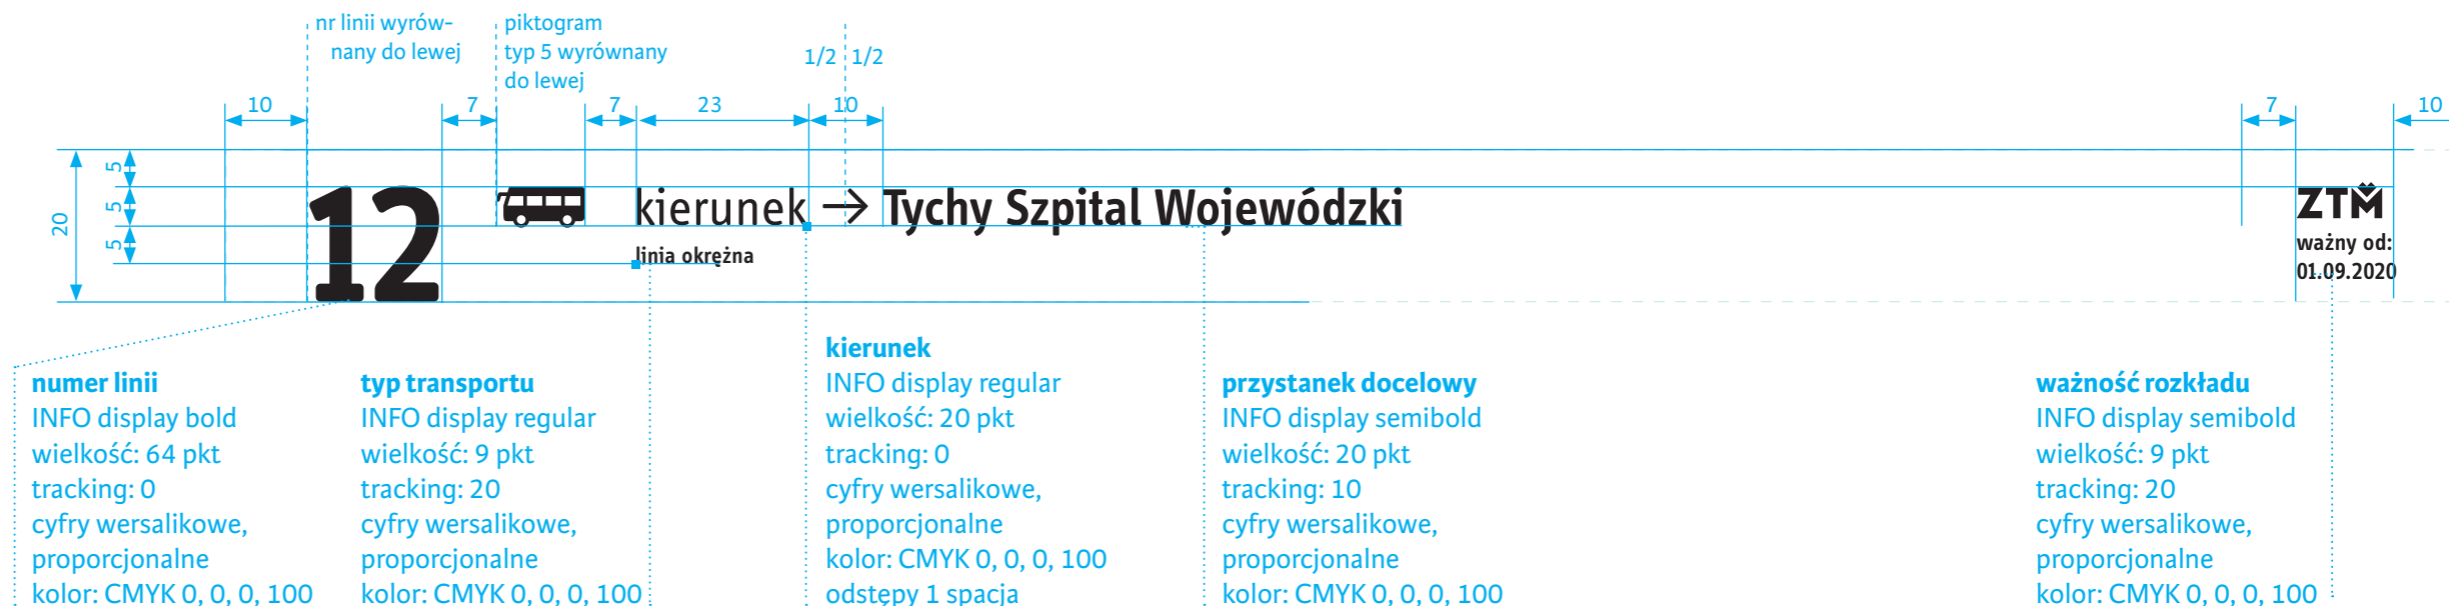 nr linii wyrów-
nany do lewej
piktogram
typ 5 wyrównany
do lewej
1/2 1/2
10 7 7 23 10 7 10
20
5
5
5
12
kierunek → Tychy Szpital Wojewódzki
linia okrężna
ZTM
ważny od:
01.09.2020
numer linii
INFO display bold
wielkość: 64 pkt
tracking: 0
cyfry wersalikowe,
proporcjonalne
kolor: CMYK 0, 0, 0, 100
typ transportu
INFO display regular
wielkość: 9 pkt
tracking: 20
cyfry wersalikowe,
proporcjonalne
kolor: CMYK 0, 0, 0, 100
kierunek
INFO display regular
wielkość: 20 pkt
tracking: 0
cyfry wersalikowe,
proporcjonalne
kolor: CMYK 0, 0, 0, 100
odstępy 1 spacja
przystanek docelowy
INFO display semibold
wielkość: 20 pkt
tracking: 10
cyfry wersalikowe,
proporcjonalne
kolor: CMYK 0, 0, 0, 100
ważność rozkładu
INFO display semibold
wielkość: 9 pkt
tracking: 20
cyfry wersalikowe,
proporcjonalne
kolor: CMYK 0, 0, 0, 100